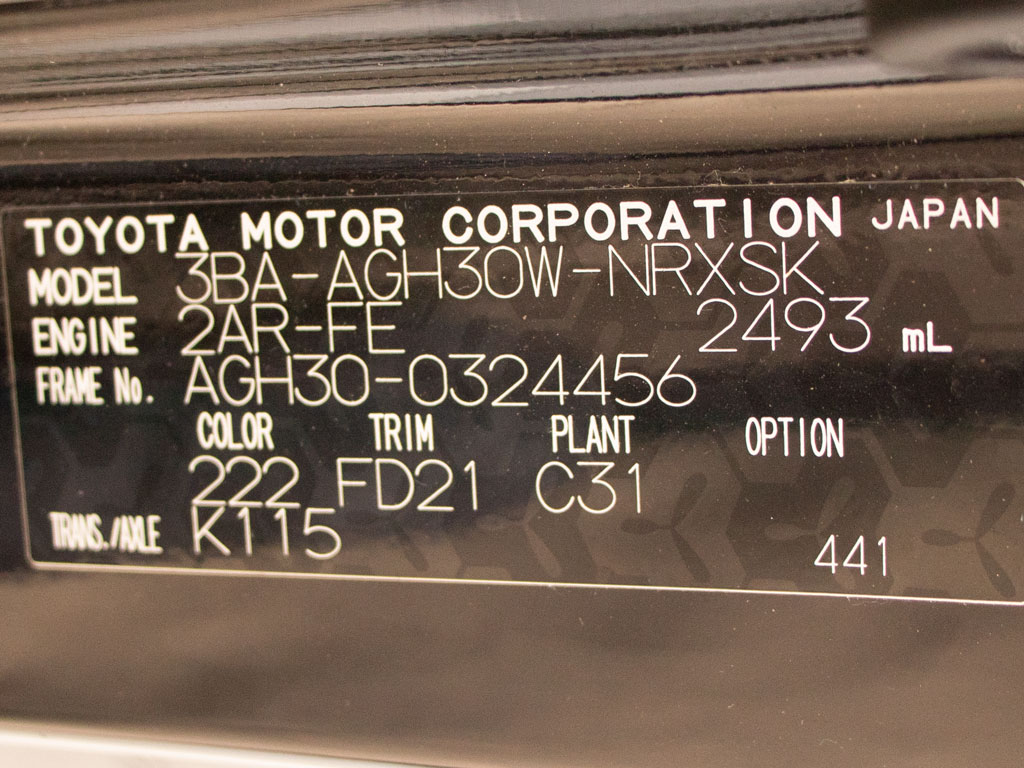 TOYOTA MOTOR CORPORATION JAPAN
MODEL 3BA-AGH30W-NRXSK
ENGINE 2AR-FE 2493 mL
FRAME No. AGH30-0324456
COLOR TRIM PLANT OPTION
222 FD21 C31
TRANS./AXLE K115
441